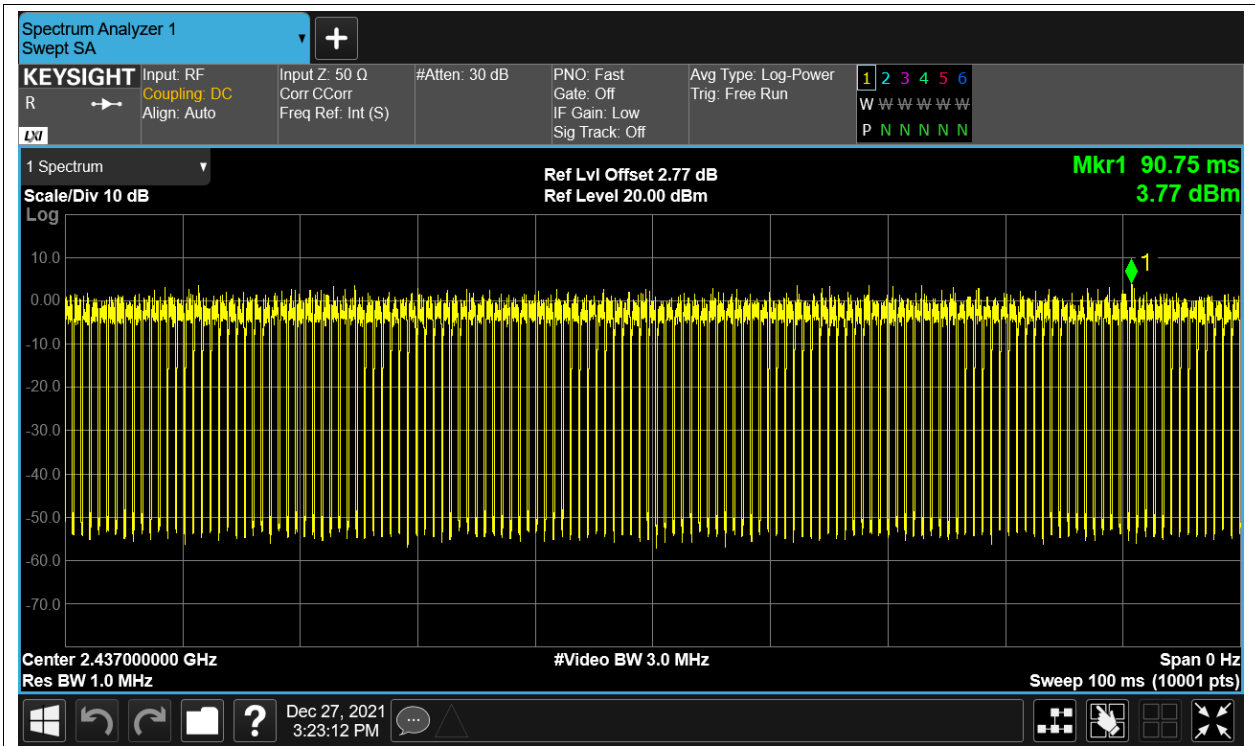 Spectrum Analyzer 1
Swept SA
KEYSIGHT
R
LXI
Input: RF
Coupling: DC
Align: Auto
Input Z: 50 Ω
Corr CCorr
Freq Ref: Int (S)
#Atten: 30 dB
PNO: Fast
Gate: Off
IF Gain: Low
Sig Track: Off
Avg Type: Log-Power
Trig: Free Run
1 2 3 4 5 6
W W W W W W
P N N N N N
1 Spectrum
Scale/Div 10 dB
Ref Lvl Offset 2.77 dB
Ref Level 20.00 dBm
Mkr1 90.75 ms
3.77 dBm
Log
10.0
0.00
-10.0
-20.0
-30.0
-40.0
-50.0
-60.0
-70.0
1
Center 2.437000000 GHz
Res BW 1.0 MHz
#Video BW 3.0 MHz
Span 0 Hz
Sweep 100 ms (10001 pts)
?
Dec 27, 2021
3:23:12 PM